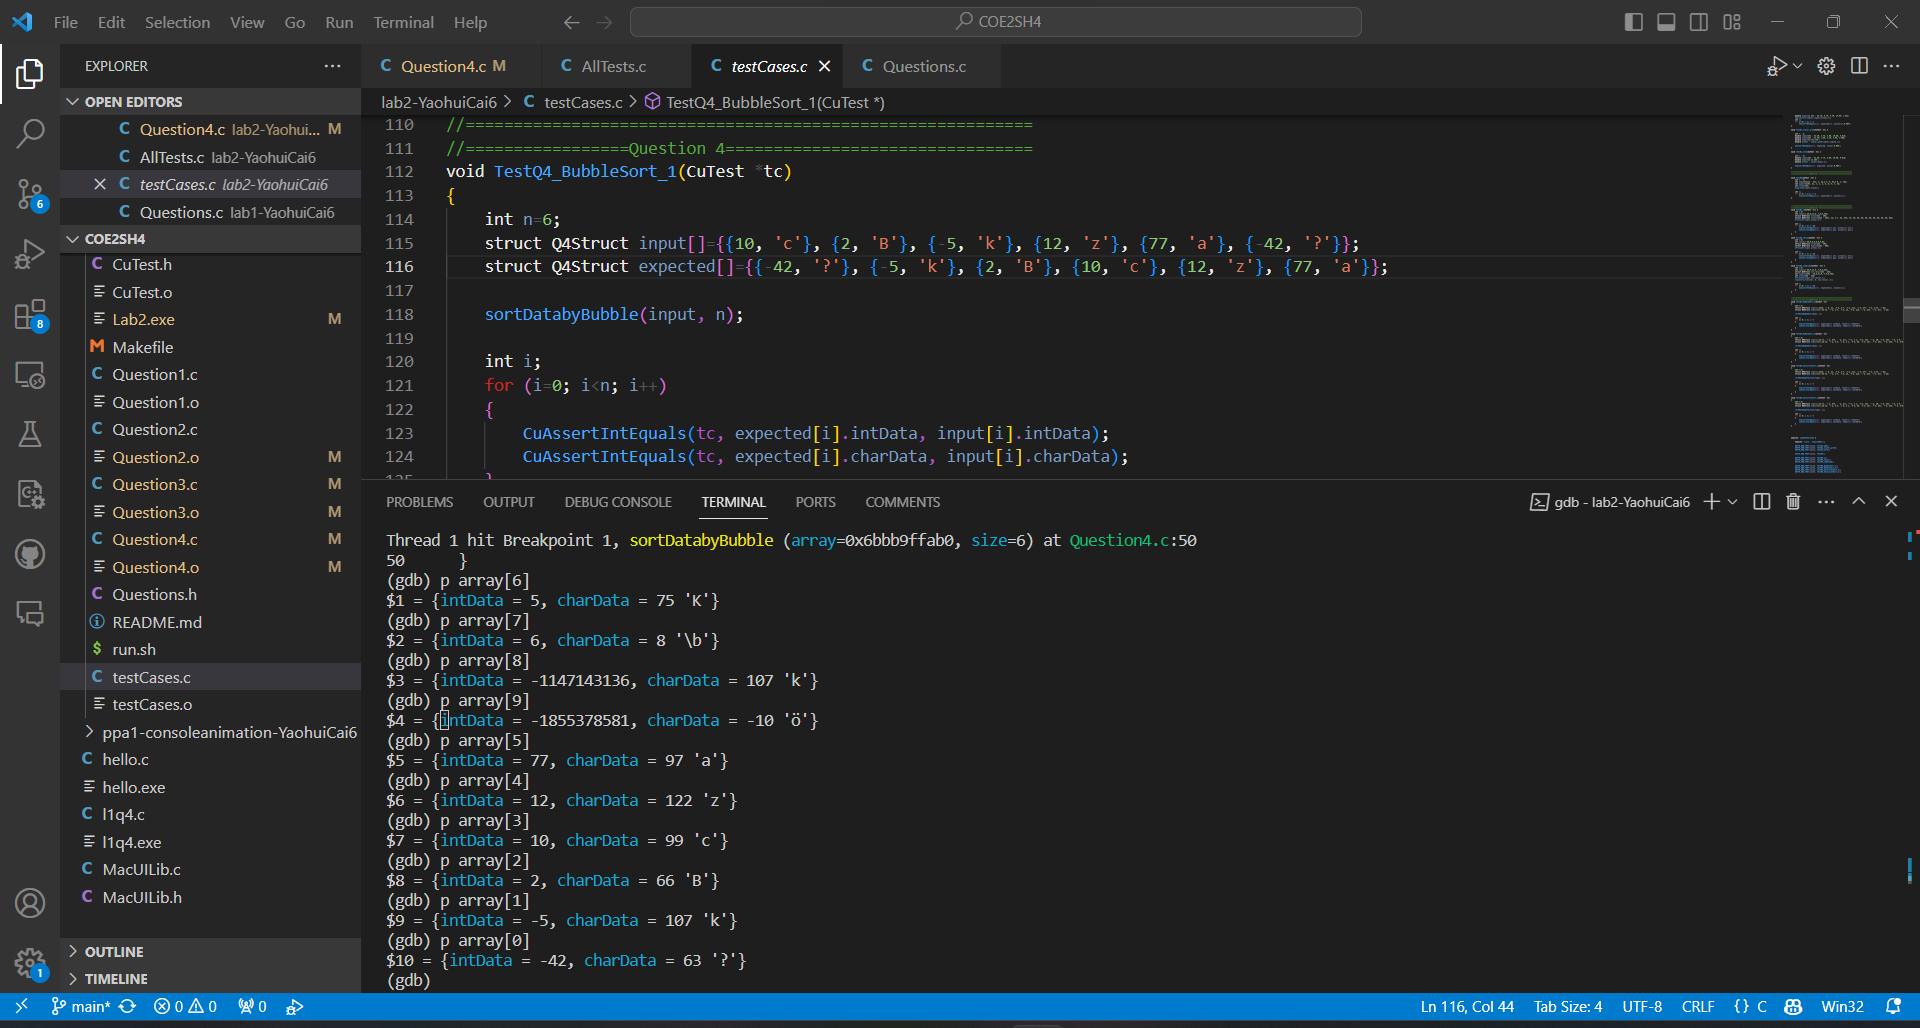 File Edit Selection View Go Run Terminal Help
COE2SH4
EXPLORER
OPEN EDITORS
Question4.c lab2-Yaohui... M
AllTests.c lab2-YaohuiCai6
testCases.c lab2-YaohuiCai6
Questions.c lab1-YaohuiCai6
COE2SH4
CuTest.h
CuTest.o
Lab2.exe M
Makefile
Question1.c
Question1.o
Question2.c
Question2.o M
Question3.c M
Question3.o M
Question4.c M
Question4.o M
Questions.h
README.md
run.sh
testCases.c
testCases.o
ppa1-consoleanimation-YaohuiCai6
hello.c
hello.exe
l1q4.c
l1q4.exe
MacUILib.c
MacUILib.h
OUTLINE
TIMELINE
6
8
1
Question4.c M
AllTests.c
testCases.c
Questions.c
lab2-YaohuiCai6 > testCases.c > TestQ4_BubbleSort_1(CuTest *)
110 //===========================================================
111 //=================Question 4================================
112 void TestQ4_BubbleSort_1(CuTest *tc)
113 {
114 int n=6;
115 struct Q4Struct input[]={{10, 'c'}, {2, 'B'}, {-5, 'k'}, {12, 'z'}, {77, 'a'}, {-42, '?'}};
116 struct Q4Struct expected[]={{-42, '?'}, {-5, 'k'}, {2, 'B'}, {10, 'c'}, {12, 'z'}, {77, 'a'}};
117
118 sortDatabyBubble(input, n);
119
120 int i;
121 for (i=0; i<n; i++)
122 {
123 CuAssertIntEquals(tc, expected[i].intData, input[i].intData);
124 CuAssertIntEquals(tc, expected[i].charData, input[i].charData);
125 }
PROBLEMS OUTPUT DEBUG CONSOLE TERMINAL PORTS COMMENTS
gdb - lab2-YaohuiCai6
Thread 1 hit Breakpoint 1, sortDatabyBubble (array=0x6bbb9ffab0, size=6) at Question4.c:50
50 }
(gdb) p array[6]
$1 = {intData = 5, charData = 75 'K'}
(gdb) p array[7]
$2 = {intData = 6, charData = 8 '\b'}
(gdb) p array[8]
$3 = {intData = -1147143136, charData = 107 'k'}
(gdb) p array[9]
$4 = {intData = -1855378581, charData = -10 'ö'}
(gdb) p array[5]
$5 = {intData = 77, charData = 97 'a'}
(gdb) p array[4]
$6 = {intData = 12, charData = 122 'z'}
(gdb) p array[3]
$7 = {intData = 10, charData = 99 'c'}
(gdb) p array[2]
$8 = {intData = 2, charData = 66 'B'}
(gdb) p array[1]
$9 = {intData = -5, charData = 107 'k'}
(gdb) p array[0]
$10 = {intData = -42, charData = 63 '?'}
(gdb)
main* 0 0 0 Ln 116, Col 44 Tab Size: 4 UTF-8 CRLF {} C Win32